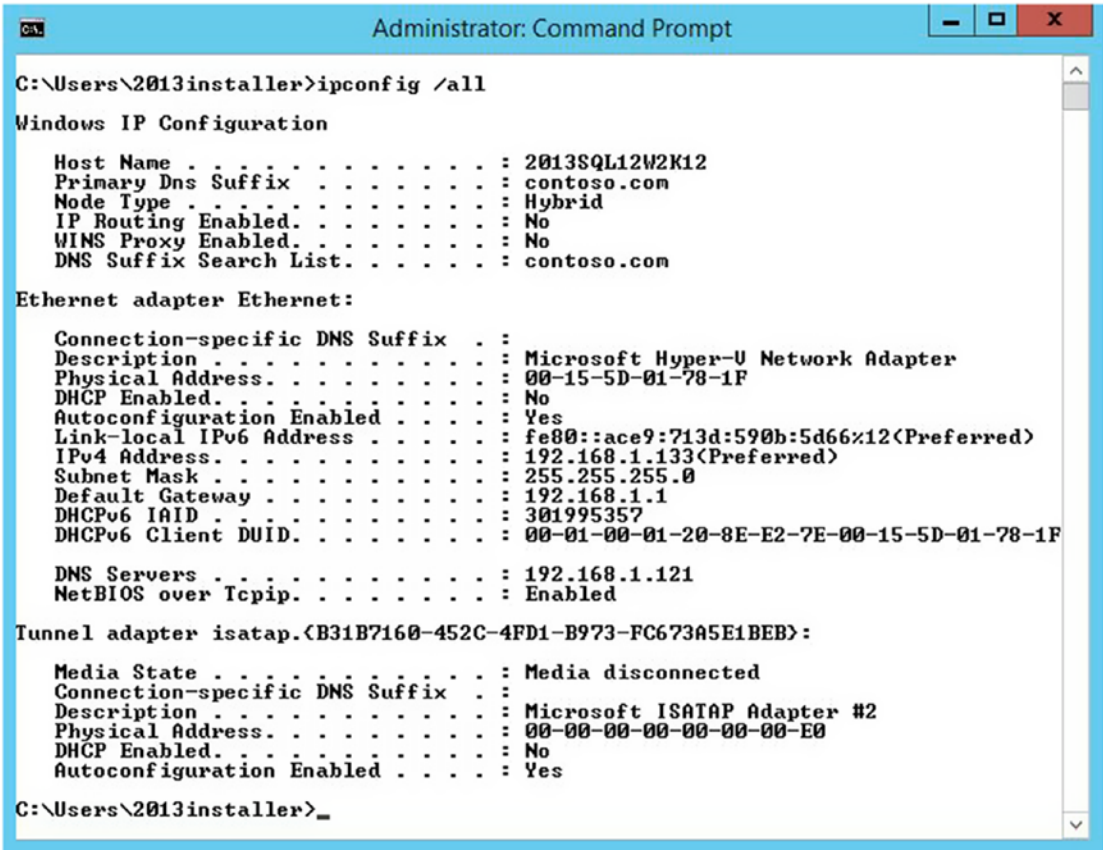 Administrator: Command Prompt
C:\Users\2013installer>ipconfig /all
Windows IP Configuration
Host Name . . . . . . . . . . . . : 2013SQL12W2K12
Primary Dns Suffix . . . . . . . : contoso.com
Node Type . . . . . . . . . . . . : Hybrid
IP Routing Enabled. . . . . . . . : No
WINS Proxy Enabled. . . . . . . . : No
DNS Suffix Search List. . . . . . : contoso.com
Ethernet adapter Ethernet:
Connection-specific DNS Suffix . :
Description . . . . . . . . . . . : Microsoft Hyper-V Network Adapter
Physical Address. . . . . . . . . : 00-15-5D-01-78-1F
DHCP Enabled. . . . . . . . . . . : No
Autoconfiguration Enabled . . . . : Yes
Link-local IPv6 Address . . . . . : fe80::ace9:713d:590b:5d66%12(Preferred)
IPv4 Address. . . . . . . . . . . : 192.168.1.133(Preferred)
Subnet Mask . . . . . . . . . . . : 255.255.255.0
Default Gateway . . . . . . . . . : 192.168.1.1
DHCPv6 IAID . . . . . . . . . . . : 301995357
DHCPv6 Client DUID. . . . . . . . : 00-01-00-01-20-8E-E2-7E-00-15-5D-01-78-1F
DNS Servers . . . . . . . . . . . : 192.168.1.121
NetBIOS over Tcpip. . . . . . . . : Enabled
Tunnel adapter isatap.{B31B7160-452C-4FD1-B973-FC673A5E1BEB}:
Media State . . . . . . . . . . . : Media disconnected
Connection-specific DNS Suffix . :
Description . . . . . . . . . . . : Microsoft ISATAP Adapter #2
Physical Address. . . . . . . . . : 00-00-00-00-00-00-00-E0
DHCP Enabled. . . . . . . . . . . : No
Autoconfiguration Enabled . . . . : Yes
C:\Users\2013installer>_